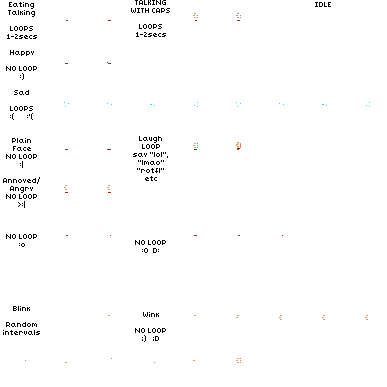 Eating
Talking
LOOPS
1-2secs
TALKING
WITH CAPS
LOOPS
1-2secs
IDLE
Happy
NO LOOP
:)
Sad
LOOPS
:( :'(
Plain
Face
NO LOOP
:|
Laugh
LOOP
say "lol",
"lmao"
"rotfl"
etc
Annoyed/
Angry
NO LOOP
>:|
NO LOOP
:o
NO LOOP
:O D:
Blink
Random
intervals
Wink
NO LOOP
;) ;D